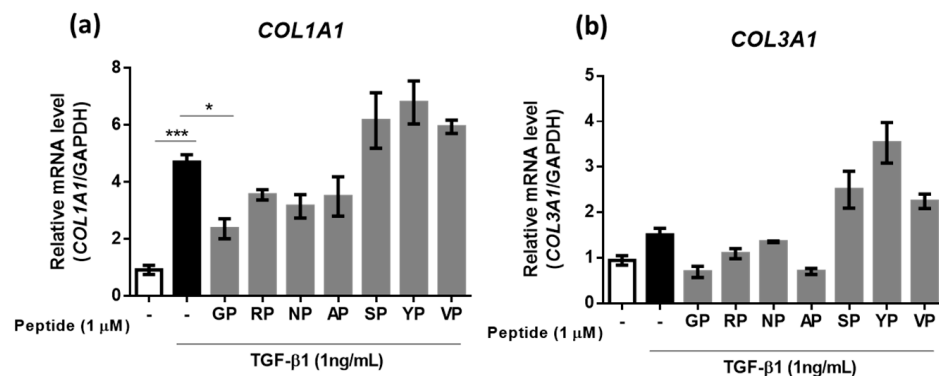 (a)
COL1A1
Relative mRNA level
(COL1A1/GAPDH)
8
6
4
2
0
***
*
Peptide (1 μM)
- - GP RP NP AP SP YP VP
TGF-β1 (1ng/mL)
(b)
COL3A1
Relative mRNA level
(COL3A1/GAPDH)
5
4
3
2
1
0
Peptide (1 μM)
- - GP RP NP AP SP YP VP
TGF-β1 (1ng/mL)